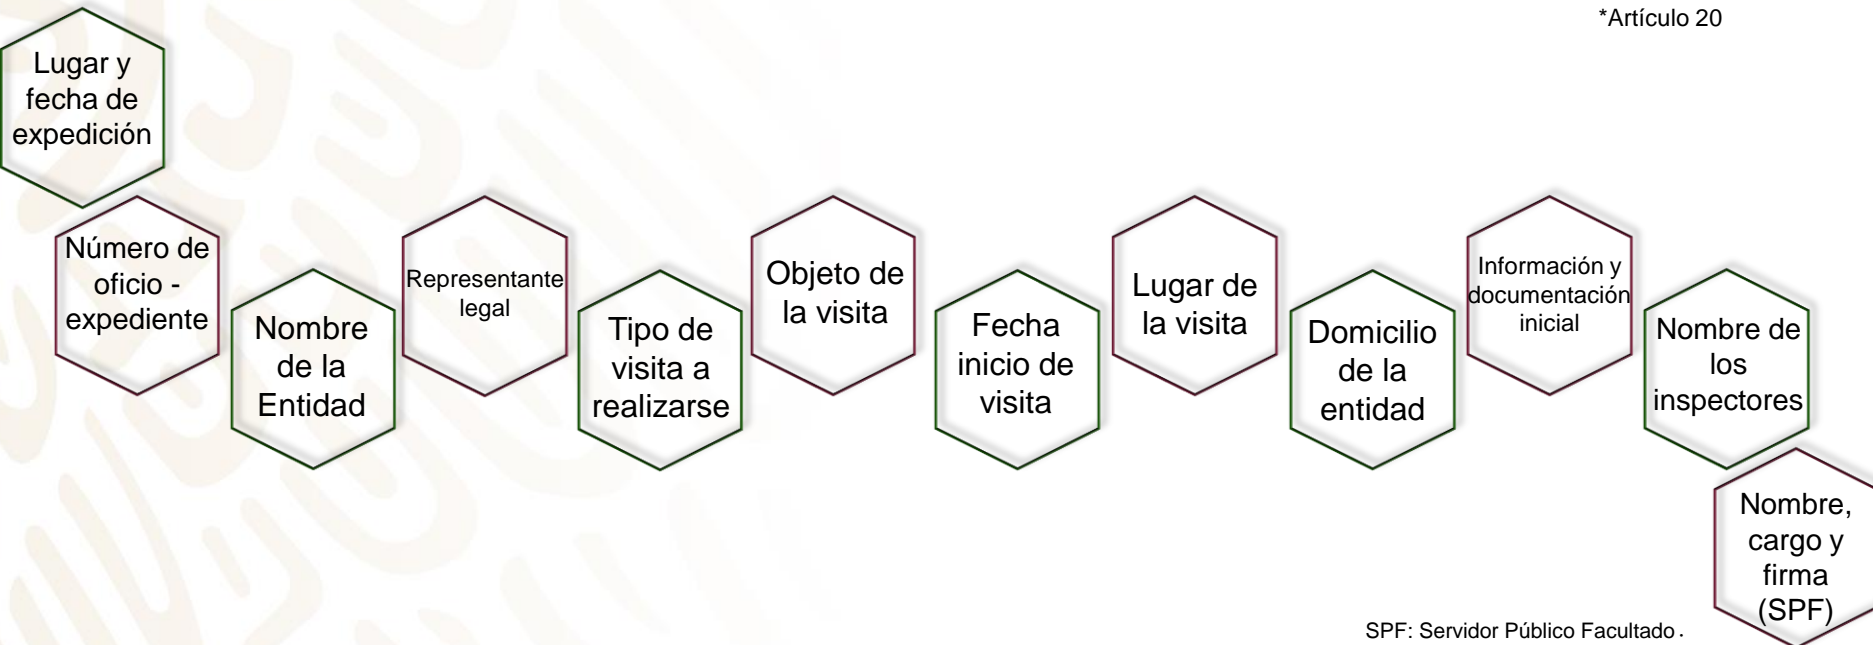 *Artículo 20
Lugar y
fecha de
expedición
Número de
oficio -
expediente
Nombre
de la
Entidad
Representante
legal
Tipo de
visita a
realizarse
Objeto de
la visita
Fecha
inicio de
visita
Lugar de
la visita
Domicilio
de la
entidad
Información y
documentación
inicial
Nombre de
los
inspectores
Nombre,
cargo y
firma
(SPF)
SPF: Servidor Público Facultado.